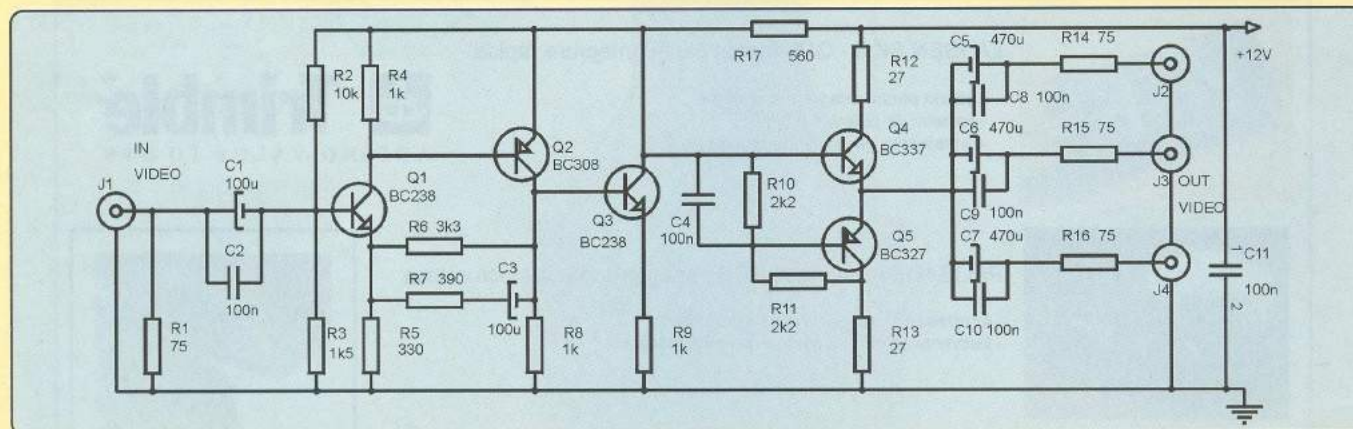 IN
VIDEO
J1
R1
75
C1
100u
C2
100n
R2
10k
R4
1k
Q1
BC238
R3
1k5
R5
330
R6 3k3
R7 390
C3
100u
Q2
BC308
R8
1k
Q3
BC238
R9
1k
C4
100n
R10
2k2
R11
2k2
R17 560
R12
27
Q4
BC337
Q5
BC327
R13
27
C5 470u
C8 100n
C6 470u
C9
100n
C7 470u
C10 100n
R14 75
R15 75
R16 75
J2
J3 OUT
VIDEO
J4
+12V
1
C11
100n
2
Trimble